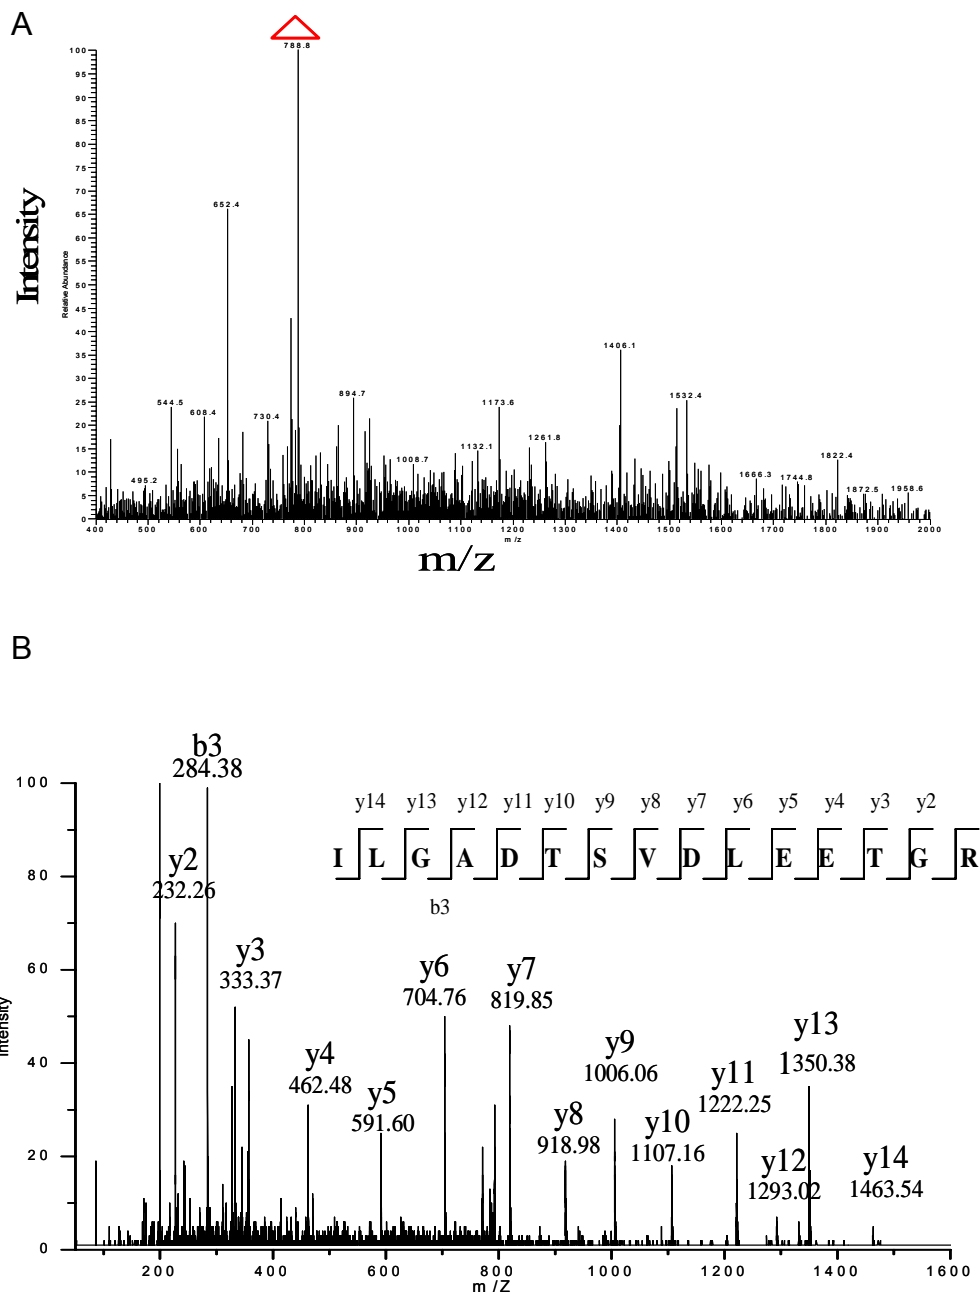 A
788.8
100
95
90
85
80
75
70
65
60
55
50
45
40
35
30
25
20
15
10
5
0
Intensity
Relative Abundance
652.4
544.5
608.4
495.2
730.4
894.7
1008.7
1132.1
1173.6
1261.8
1406.1
1532.4
1666.3
1744.8
1822.4
1872.5
1958.6
400 500 600 700 800 900 1000 1100 1200 1300 1400 1500 1600 1700 1800 1900 2000
m/z
m/z
B
b3
284.38
y2
232.26
y3
333.37
y4
462.48
y5
591.60
y6
704.76
y7
819.85
y8
918.98
y9
1006.06
y10
1107.16
y11
1222.25
y12
1293.02
y13
1350.38
y14
1463.54
y14 y13 y12 y11 y10 y9 y8 y7 y6 y5 y4 y3 y2
I L G A D T S V D L E E T G R
b3
100
80
60
40
20
0
Intensity
200 400 600 800 1000 1200 1400 1600
m/Z